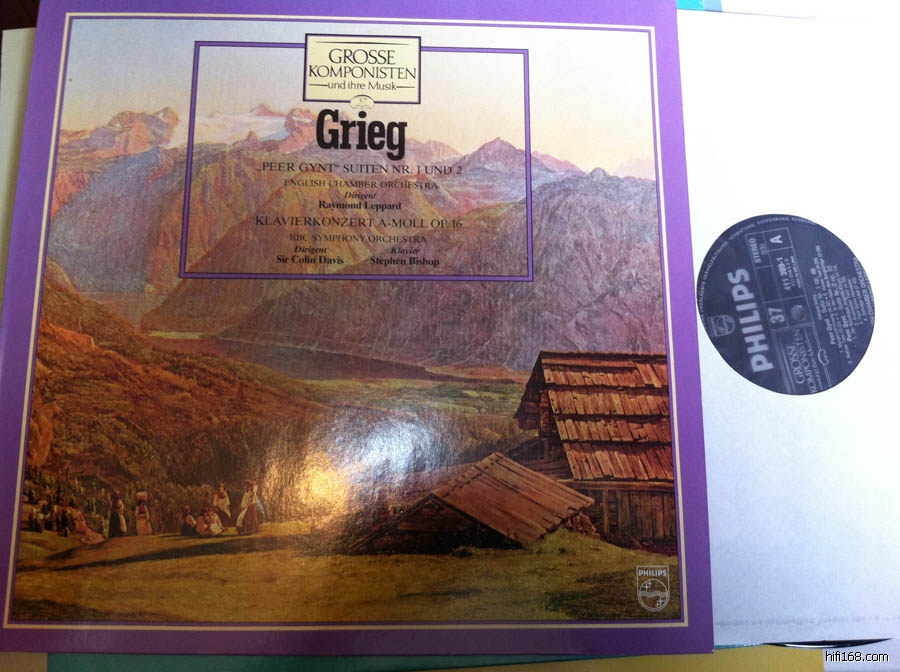 GROSSE
KOMPONISTEN
und ihre Musik
Grieg
„PEER GYNT“ SUITEN NR. 1 UND 2
ENGLISH CHAMBER ORCHESTRA
Dirigent
Raymond Leppard
KLAVIERKONZERT A-MOLL OP. 16
BBC SYMPHONY ORCHESTRA
Dirigent Klavier
Sir Colin Davis Stephen Bishop
PHILIPS
PHILIPS
37
STEREO
A
GROSSE
KOMPONISTEN
hifi168.com